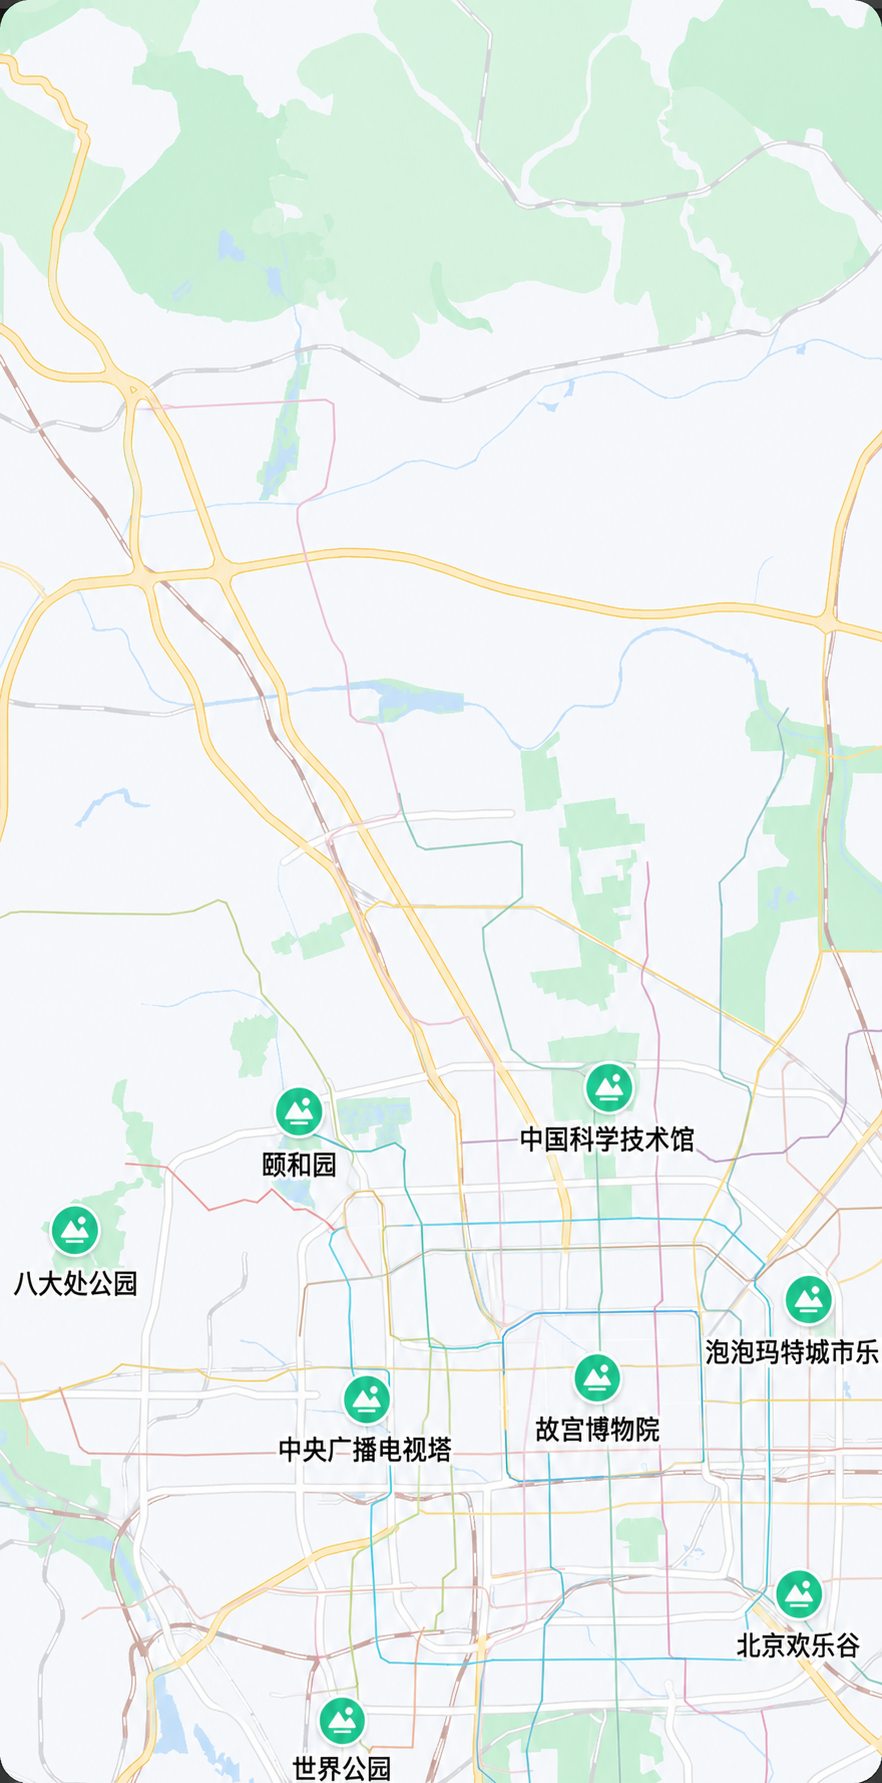 中国科学技术馆
颐和园
八大处公园
泡泡玛特城市乐
故宫博物院
中央广播电视塔
北京欢乐谷
世界公园